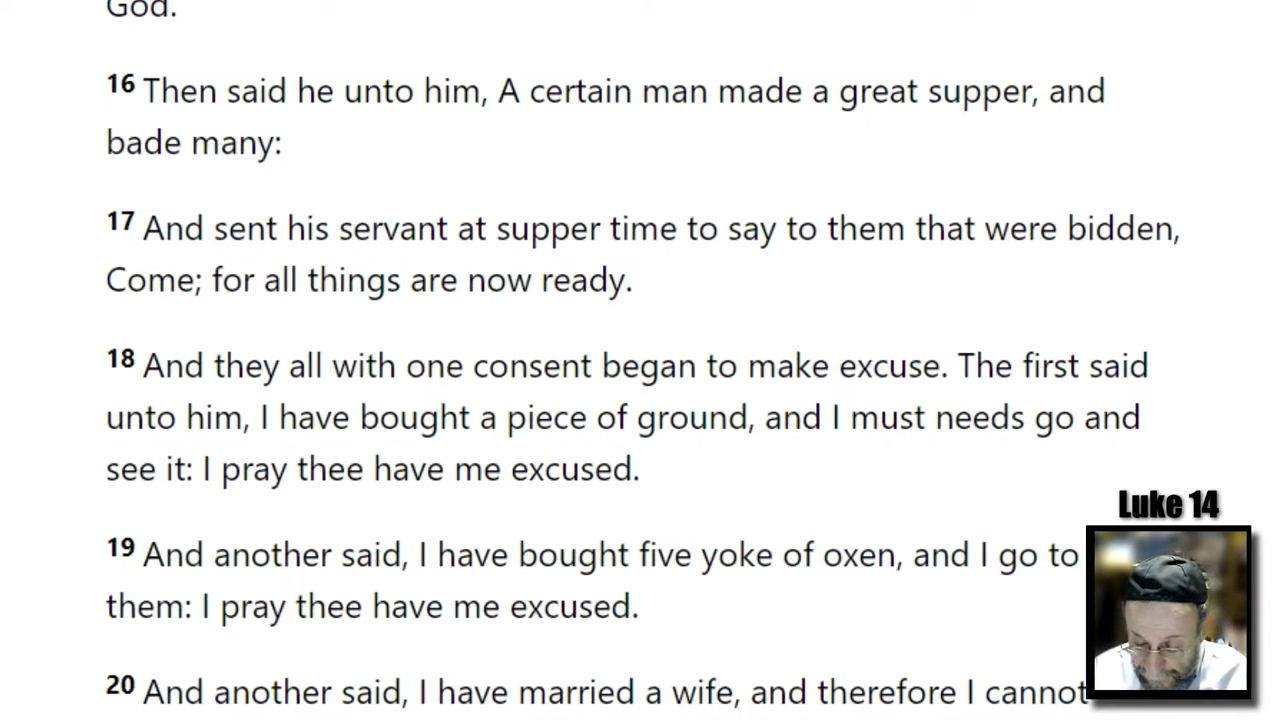 God.
16 Then said he unto him, A certain man made a great supper, and
bade many:
17 And sent his servant at supper time to say to them that were bidden,
Come; for all things are now ready.
18 And they all with one consent began to make excuse. The first said
unto him, I have bought a piece of ground, and I must needs go and
see it: I pray thee have me excused.
19 And another said, I have bought five yoke of oxen, and I go to
them: I pray thee have me excused.
20 And another said, I have married a wife, and therefore I cannot
Luke 14